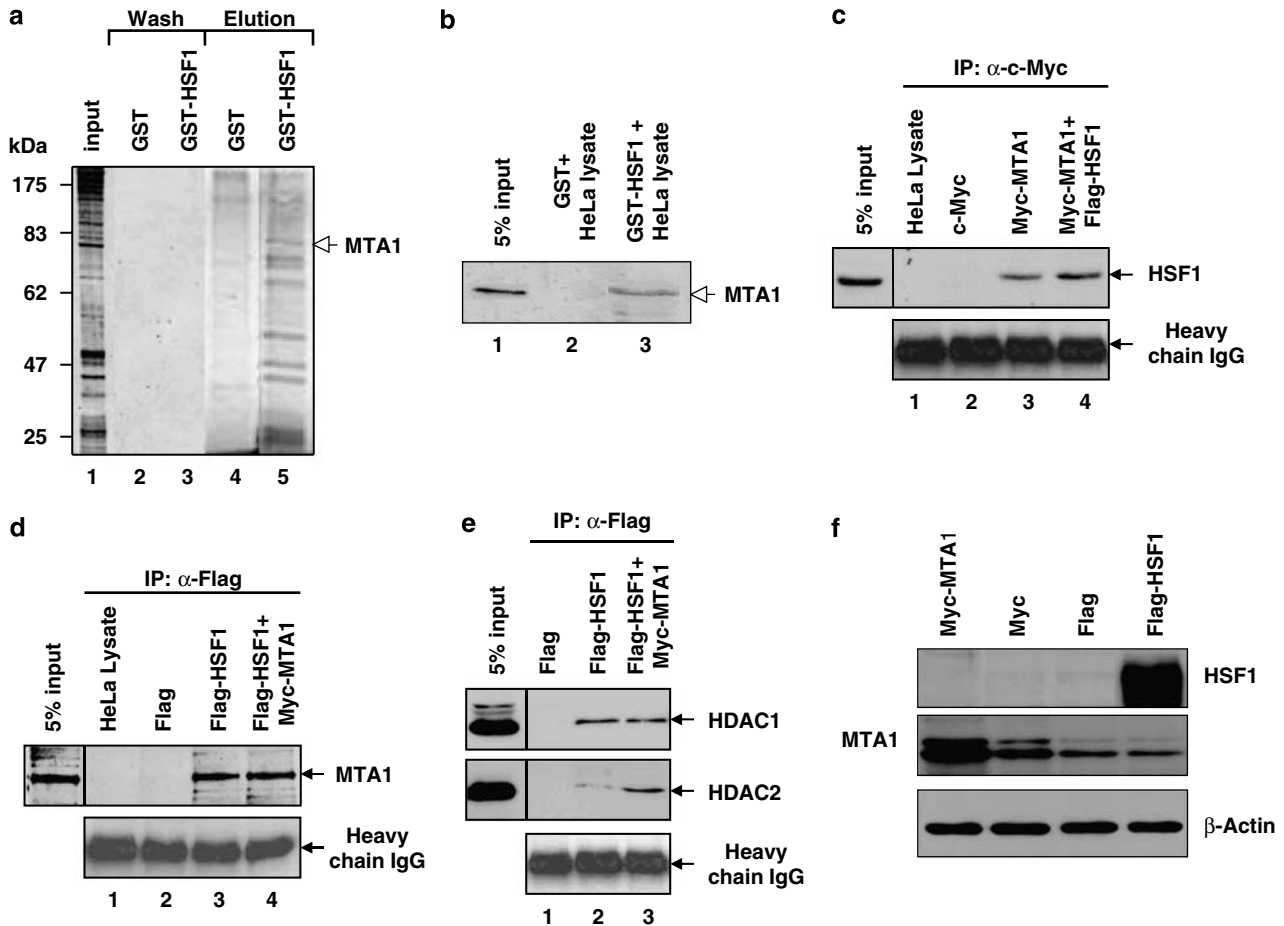 a
Wash Elution
input
GST
GST-HSF1
GST
GST-HSF1
kDa
175
83
62
47
25
MTA1
1 2 3 4 5
b
5% input
GST+
HeLa lysate
GST-HSF1 +
HeLa lysate
MTA1
1 2 3
c
IP: α-c-Myc
5% input
HeLa Lysate
c-Myc
Myc-MTA1
Myc-MTA1+
Flag-HSF1
HSF1
Heavy
chain IgG
1 2 3 4
d
IP: α-Flag
5% input
HeLa Lysate
Flag
Flag-HSF1
Flag-HSF1+
Myc-MTA1
MTA1
Heavy
chain IgG
1 2 3 4
e
IP: α-Flag
5% input
Flag
Flag-HSF1
Flag-HSF1+
Myc-MTA1
HDAC1
HDAC2
Heavy
chain IgG
1 2 3
f
Myc-MTA1
Myc
Flag
Flag-HSF1
HSF1
MTA1
β-Actin